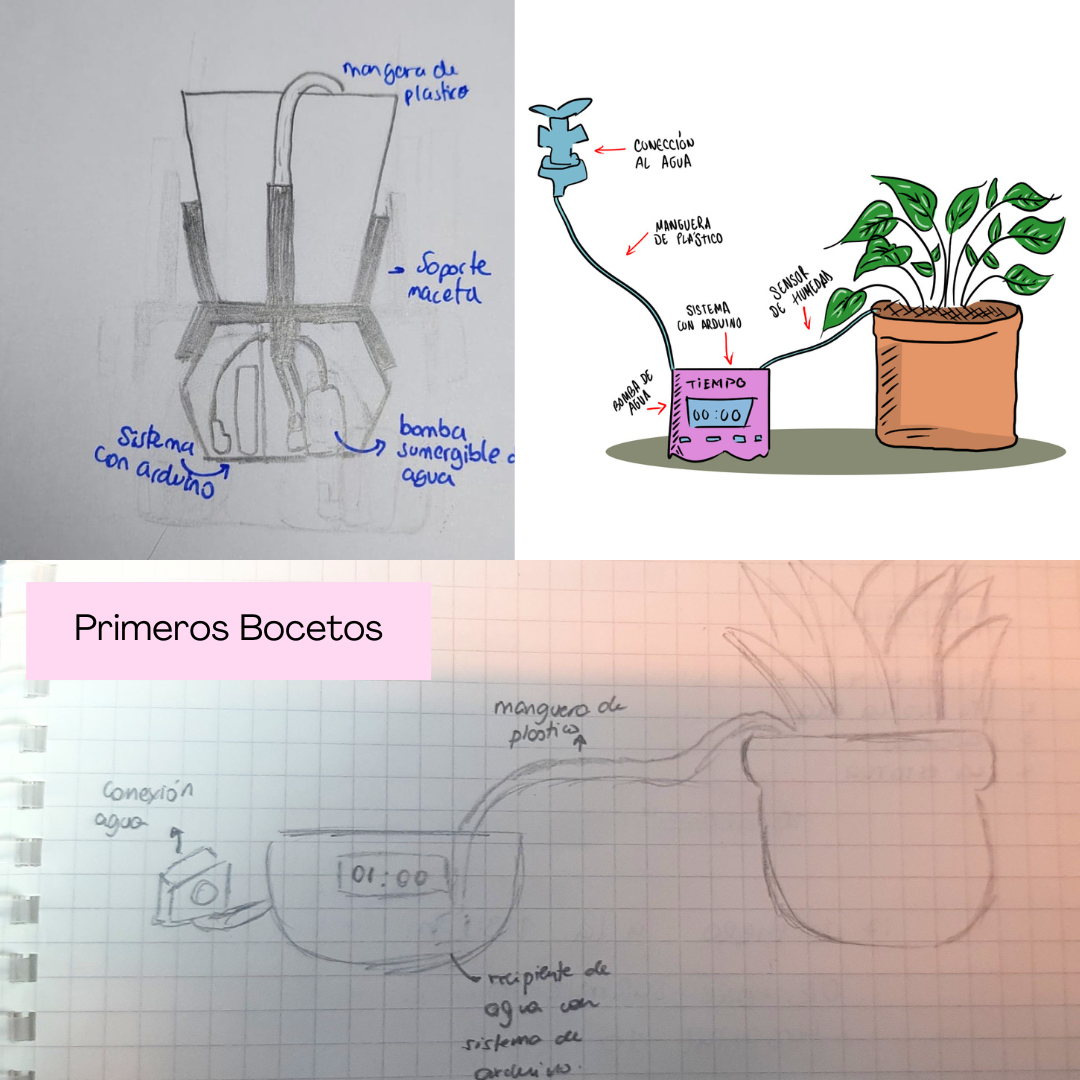 mangera de
plastico
Soporte
maceta
Sistema
con arduino
bomba
sumergible d
agua
CONECCIÓN
AL AGUA
MANGUERA
DE PLÁSTICO
SENSOR
DE HUMEDAD
SISTEMA
CON ARDUINO
BOMBA DE
AGUA
TIEMPO
00:00
Primeros Bocetos
manguera de
plastico
Conexión
agua
01:00
recipiente de
agua con
sistema de
arduino.